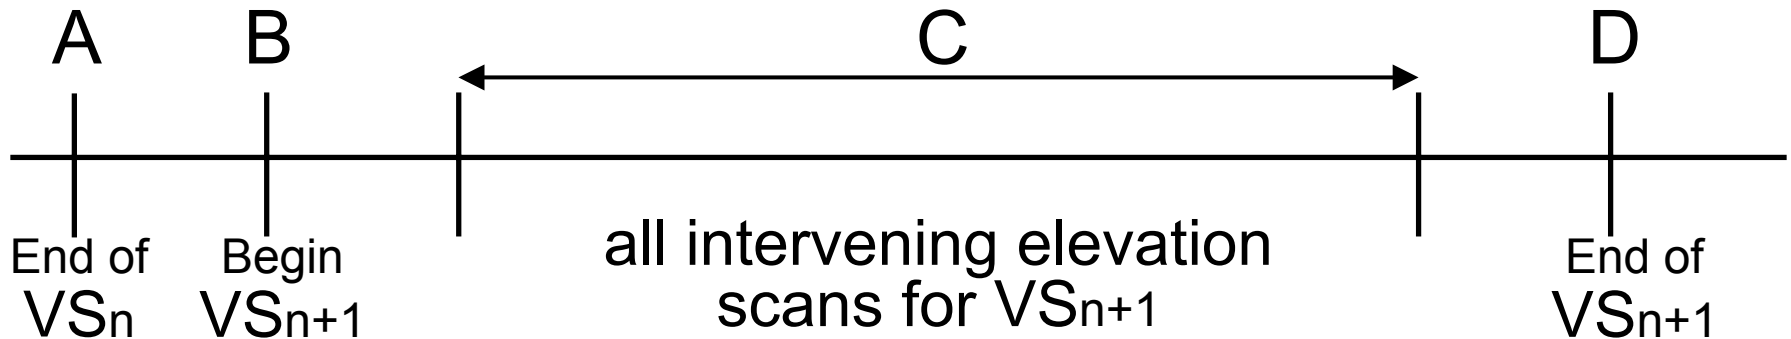 A B C D
End of Begin all intervening elevation End of
VSn VSn+1 scans for VSn+1 VSn+1